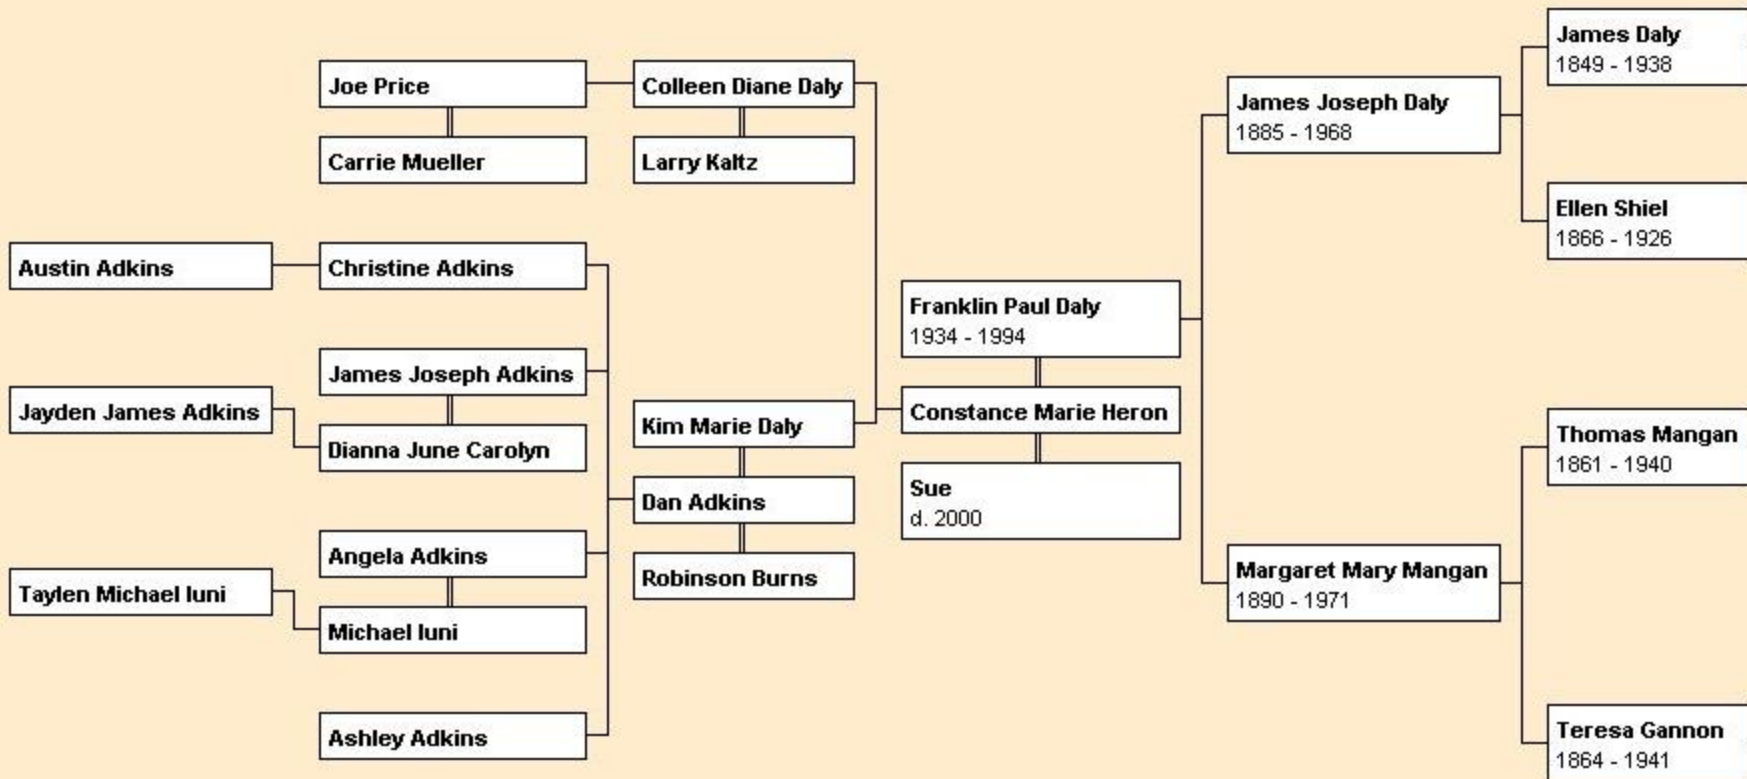 James Daly
1849 - 1938
Joe Price
Colleen Diane Daly
James Joseph Daly
1885 - 1968
Carrie Mueller
Larry Kaltz
Ellen Shiel
1866 - 1926
Austin Adkins
Christine Adkins
Franklin Paul Daly
1934 - 1994
James Joseph Adkins
Jayden James Adkins
Dianna June Carolyn
Kim Marie Daly
Constance Marie Heron
Thomas Mangan
1861 - 1940
Dan Adkins
Sue
d. 2000
Angela Adkins
Robinson Burns
Margaret Mary Mangan
1890 - 1971
Taylen Michael Iuni
Michael Iuni
Ashley Adkins
Teresa Gannon
1864 - 1941